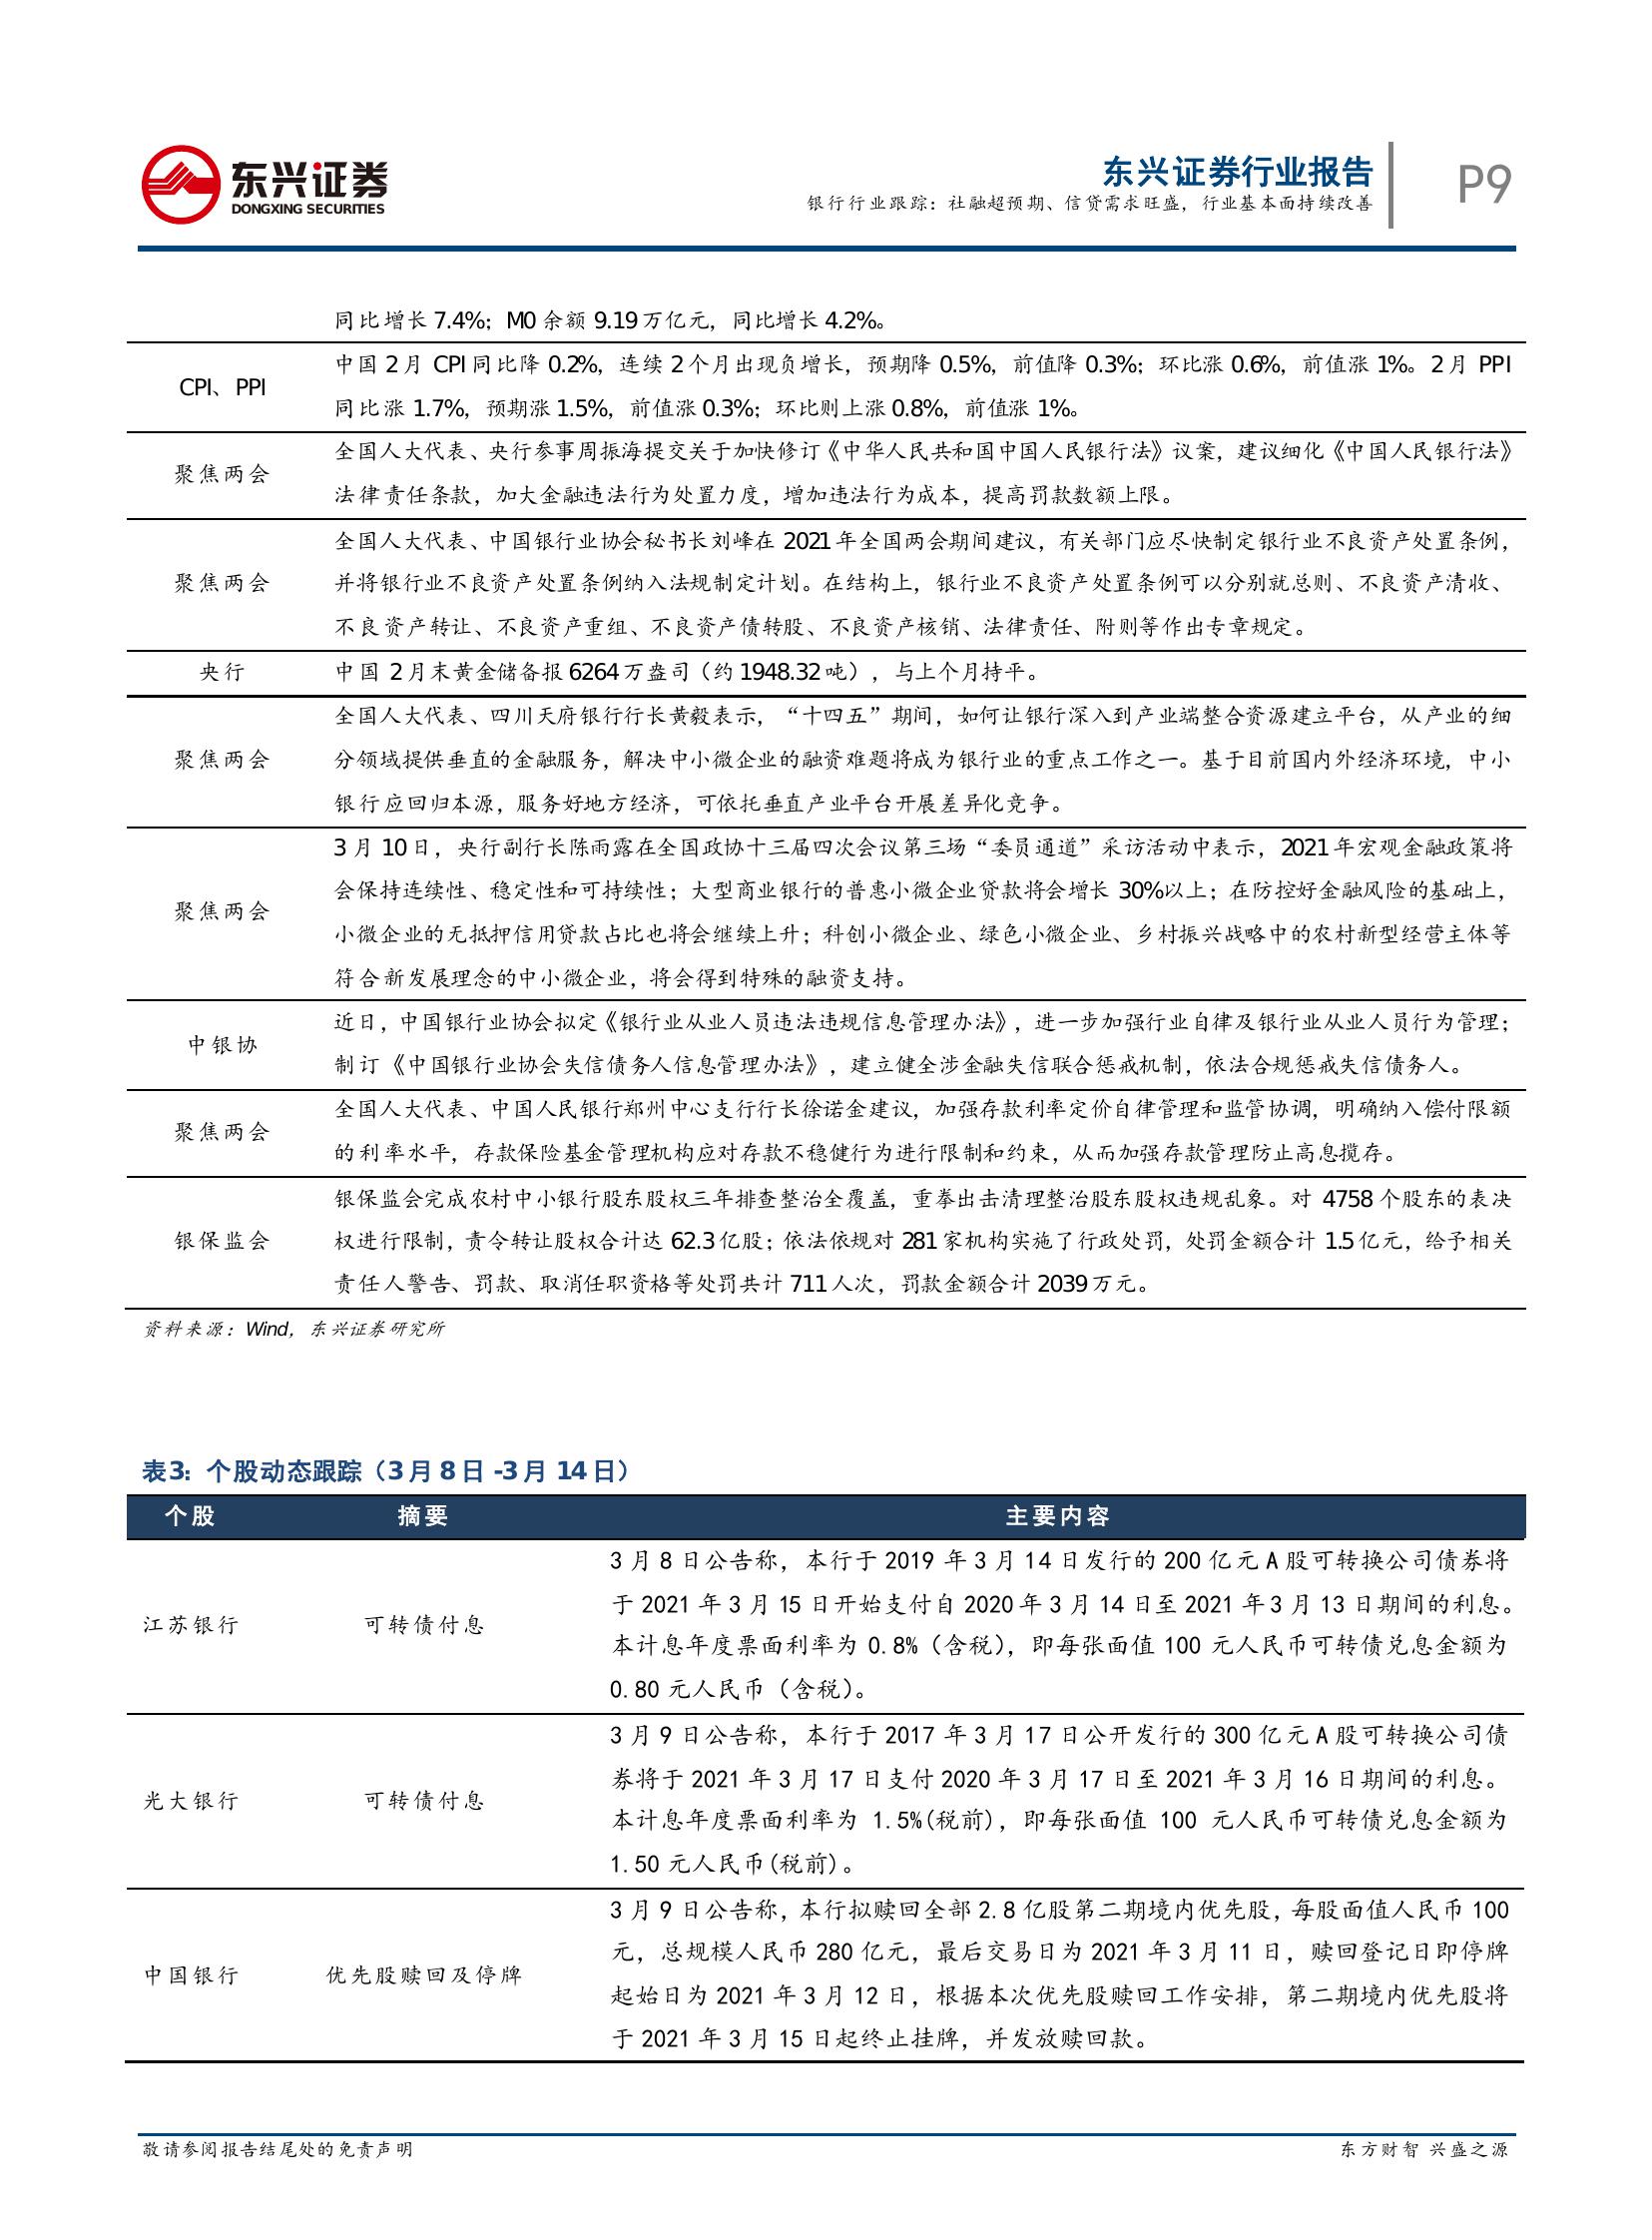 东兴证券
DONGXING SECURITIES
东兴证券行业报告
银行行业跟踪：社融超预期、信贷需求旺盛，行业基本面持续改善
P9
同比增长 7.4%；M0 余额 9.19 万亿元，同比增长 4.2%。
CPI、PPI
中国 2 月 CPI 同比降 0.2%，连续 2 个月出现负增长，预期降 0.5%，前值降 0.3%；环比涨 0.6%，前值涨 1%。2 月 PPI
同比涨 1.7%，预期涨 1.5%，前值涨 0.3%；环比则上涨 0.8%，前值涨 1%。
聚焦两会
全国人大代表、央行参事周振海提交关于加快修订《中华人民共和国中国人民银行法》议案，建议细化《中国人民银行法》
法律责任条款，加大金融违法行为处置力度，增加违法行为成本，提高罚款数额上限。
聚焦两会
全国人大代表、中国银行业协会秘书长刘峰在 2021 年全国两会期间建议，有关部门应尽快制定银行业不良资产处置条例，
并将银行业不良资产处置条例纳入法规制定计划。在结构上，银行业不良资产处置条例可以分别就总则、不良资产清收、
不良资产转让、不良资产重组、不良资产债转股、不良资产核销、法律责任、附则等作出专章规定。
央行
中国 2 月末黄金储备报 6264 万盎司（约 1948.32 吨），与上个月持平。
聚焦两会
全国人大代表、四川天府银行行长黄毅表示，“十四五”期间，如何让银行深入到产业端整合资源建立平台，从产业的细
分领域提供垂直的金融服务，解决中小微企业的融资难题将成为银行业的重点工作之一。基于目前国内外经济环境，中小
银行应回归本源，服务好地方经济，可依托垂直产业平台开展差异化竞争。
聚焦两会
3 月 10 日，央行副行长陈雨露在全国政协十三届四次会议第三场“委员通道”采访活动中表示，2021 年宏观金融政策将
会保持连续性、稳定性和可持续性；大型商业银行的普惠小微企业贷款将会增长 30%以上；在防控好金融风险的基础上，
小微企业的无抵押信用贷款占比也将会继续上升；科创小微企业、绿色小微企业、乡村振兴战略中的农村新型经营主体等
符合新发展理念的中小微企业，将会得到特殊的融资支持。
中银协
近日，中国银行业协会拟定《银行业从业人员违法违规信息管理办法》，进一步加强行业自律及银行业从业人员行为管理；
制订《中国银行业协会失信债务人信息管理办法》，建立健全涉金融失信联合惩戒机制，依法合规惩戒失信债务人。
聚焦两会
全国人大代表、中国人民银行郑州中心支行行长徐诺金建议，加强存款利率定价自律管理和监管协调，明确纳入偿付限额
的利率水平，存款保险基金管理机构应对存款不稳健行为进行限制和约束，从而加强存款管理防止高息揽存。
银保监会
银保监会完成农村中小银行股东股权三年排查整治全覆盖，重拳出击清理整治股东股权违规乱象。对 4758 个股东的表决
权进行限制，责令转让股权合计达 62.3 亿股；依法依规对 281 家机构实施了行政处罚，处罚金额合计 1.5 亿元，给予相关
责任人警告、罚款、取消任职资格等处罚共计 711 人次，罚款金额合计 2039 万元。
资料来源：Wind，东兴证券研究所
表3：个股动态跟踪（3 月 8 日 -3 月 14 日）
个股 摘要 主要内容
江苏银行
可转债付息
3 月 8 日公告称，本行于 2019 年 3 月 14 日发行的 200 亿元 A 股可转换公司债券将
于 2021 年 3 月 15 日开始支付自 2020 年 3 月 14 日至 2021 年 3 月 13 日期间的利息。
本计息年度票面利率为 0.8%（含税），即每张面值 100 元人民币可转债兑息金额为
0.80 元人民币（含税）。
光大银行
可转债付息
3 月 9 日公告称，本行于 2017 年 3 月 17 日公开发行的 300 亿元 A 股可转换公司债
券将于 2021 年 3 月 17 日支付 2020 年 3 月 17 日至 2021 年 3 月 16 日期间的利息。
本计息年度票面利率为 1.5%(税前)，即每张面值 100 元人民币可转债兑息金额为
1.50 元人民币(税前)。
中国银行
优先股赎回及停牌
3 月 9 日公告称，本行拟赎回全部 2.8 亿股第二期境内优先股，每股面值人民币 100
元，总规模人民币 280 亿元，最后交易日为 2021 年 3 月 11 日，赎回登记日即停牌
起始日为 2021 年 3 月 12 日，根据本次优先股赎回工作安排，第二期境内优先股将
于 2021 年 3 月 15 日起终止挂牌，并发放赎回款。
敬请参阅报告结尾处的免责声明
东方财智 兴盛之源